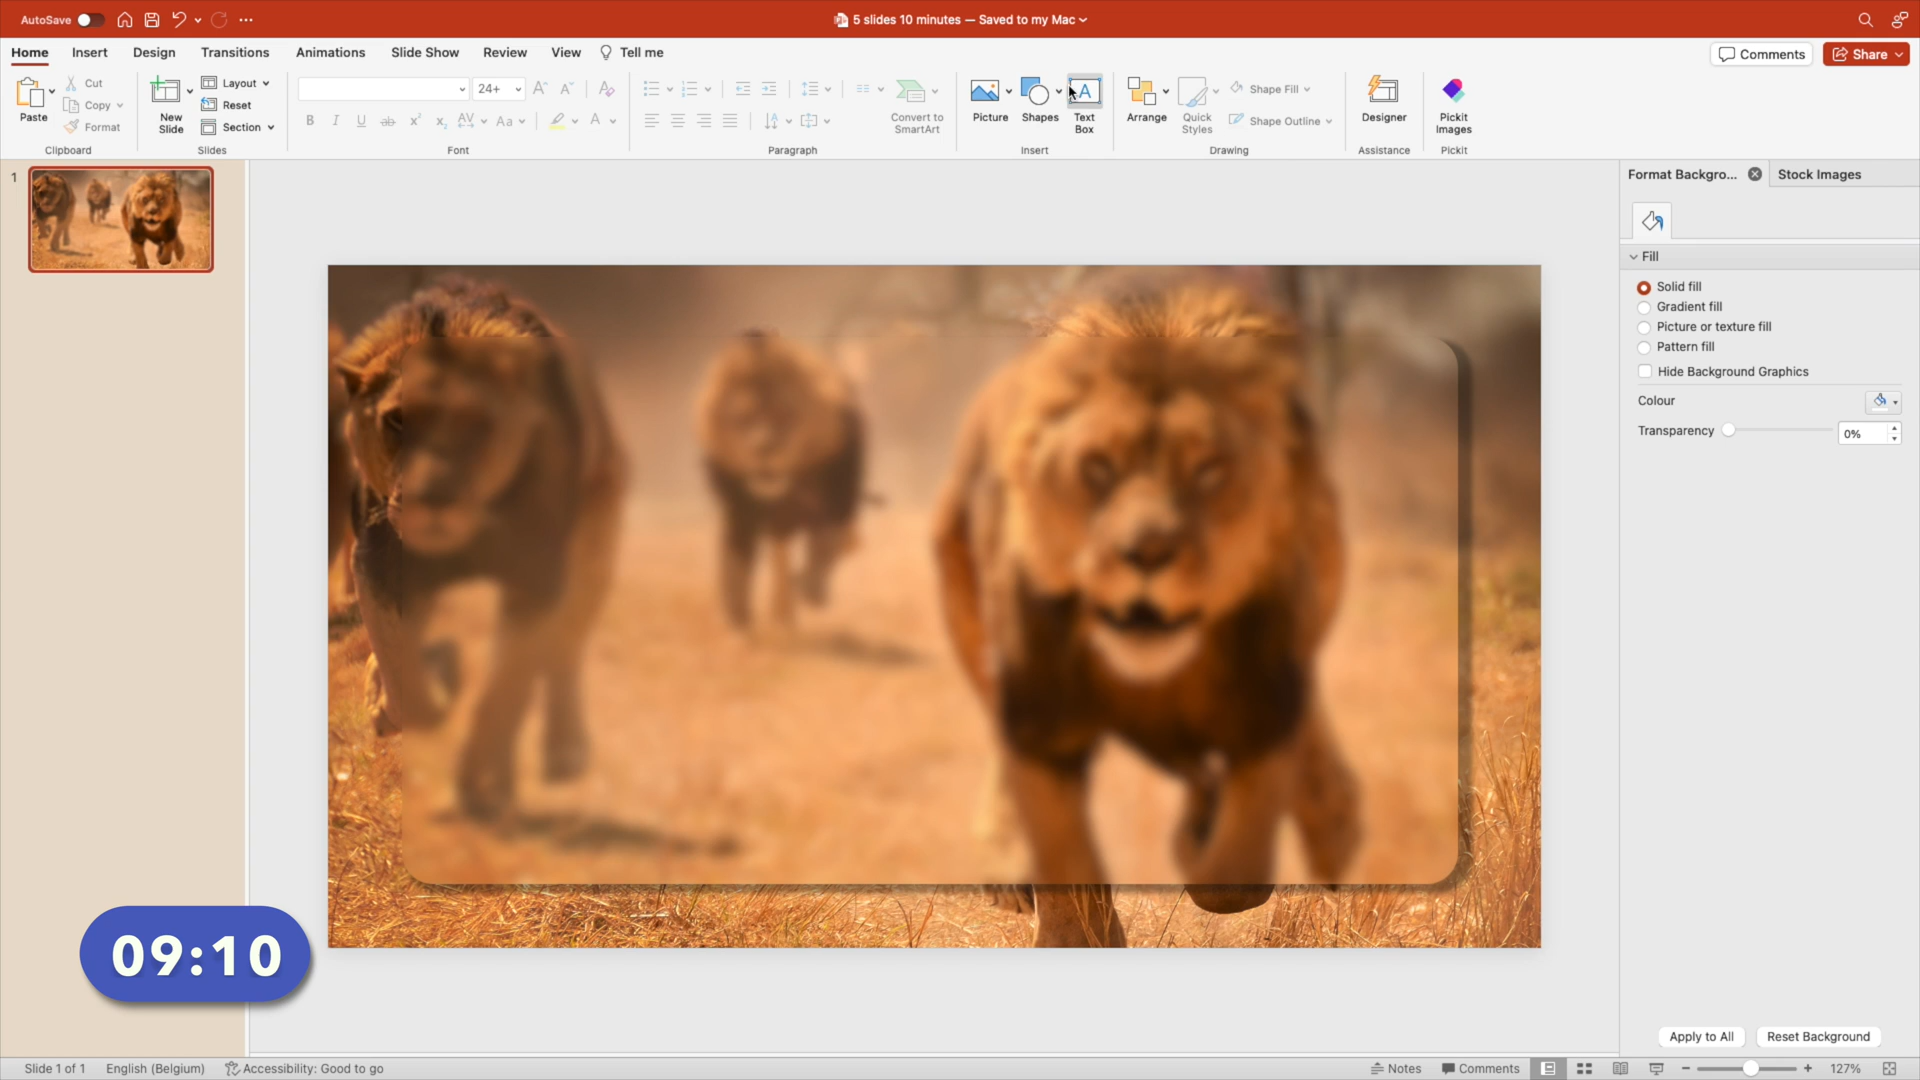 AutoSave
5 slides 10 minutes — Saved to my Mac
Home Insert Design Transitions Animations Slide Show Review View Tell me
Comments Share
Paste
Cut
Copy
Format
Clipboard
New Slide
Layout
Reset
Section
Slides
24+
Font
Paragraph
Convert to SmartArt
Picture
Shapes
Text Box
Insert
Arrange
Quick Styles
Shape Fill
Shape Outline
Drawing
Designer
Assistance
Pickit Images
Pickit
1
Format Backgro...
Stock Images
Fill
Solid fill
Gradient fill
Picture or texture fill
Pattern fill
Hide Background Graphics
Colour
Transparency 0%
09:10
Apply to All Reset Background
Slide 1 of 1 English (Belgium) Accessibility: Good to go Notes Comments 127%